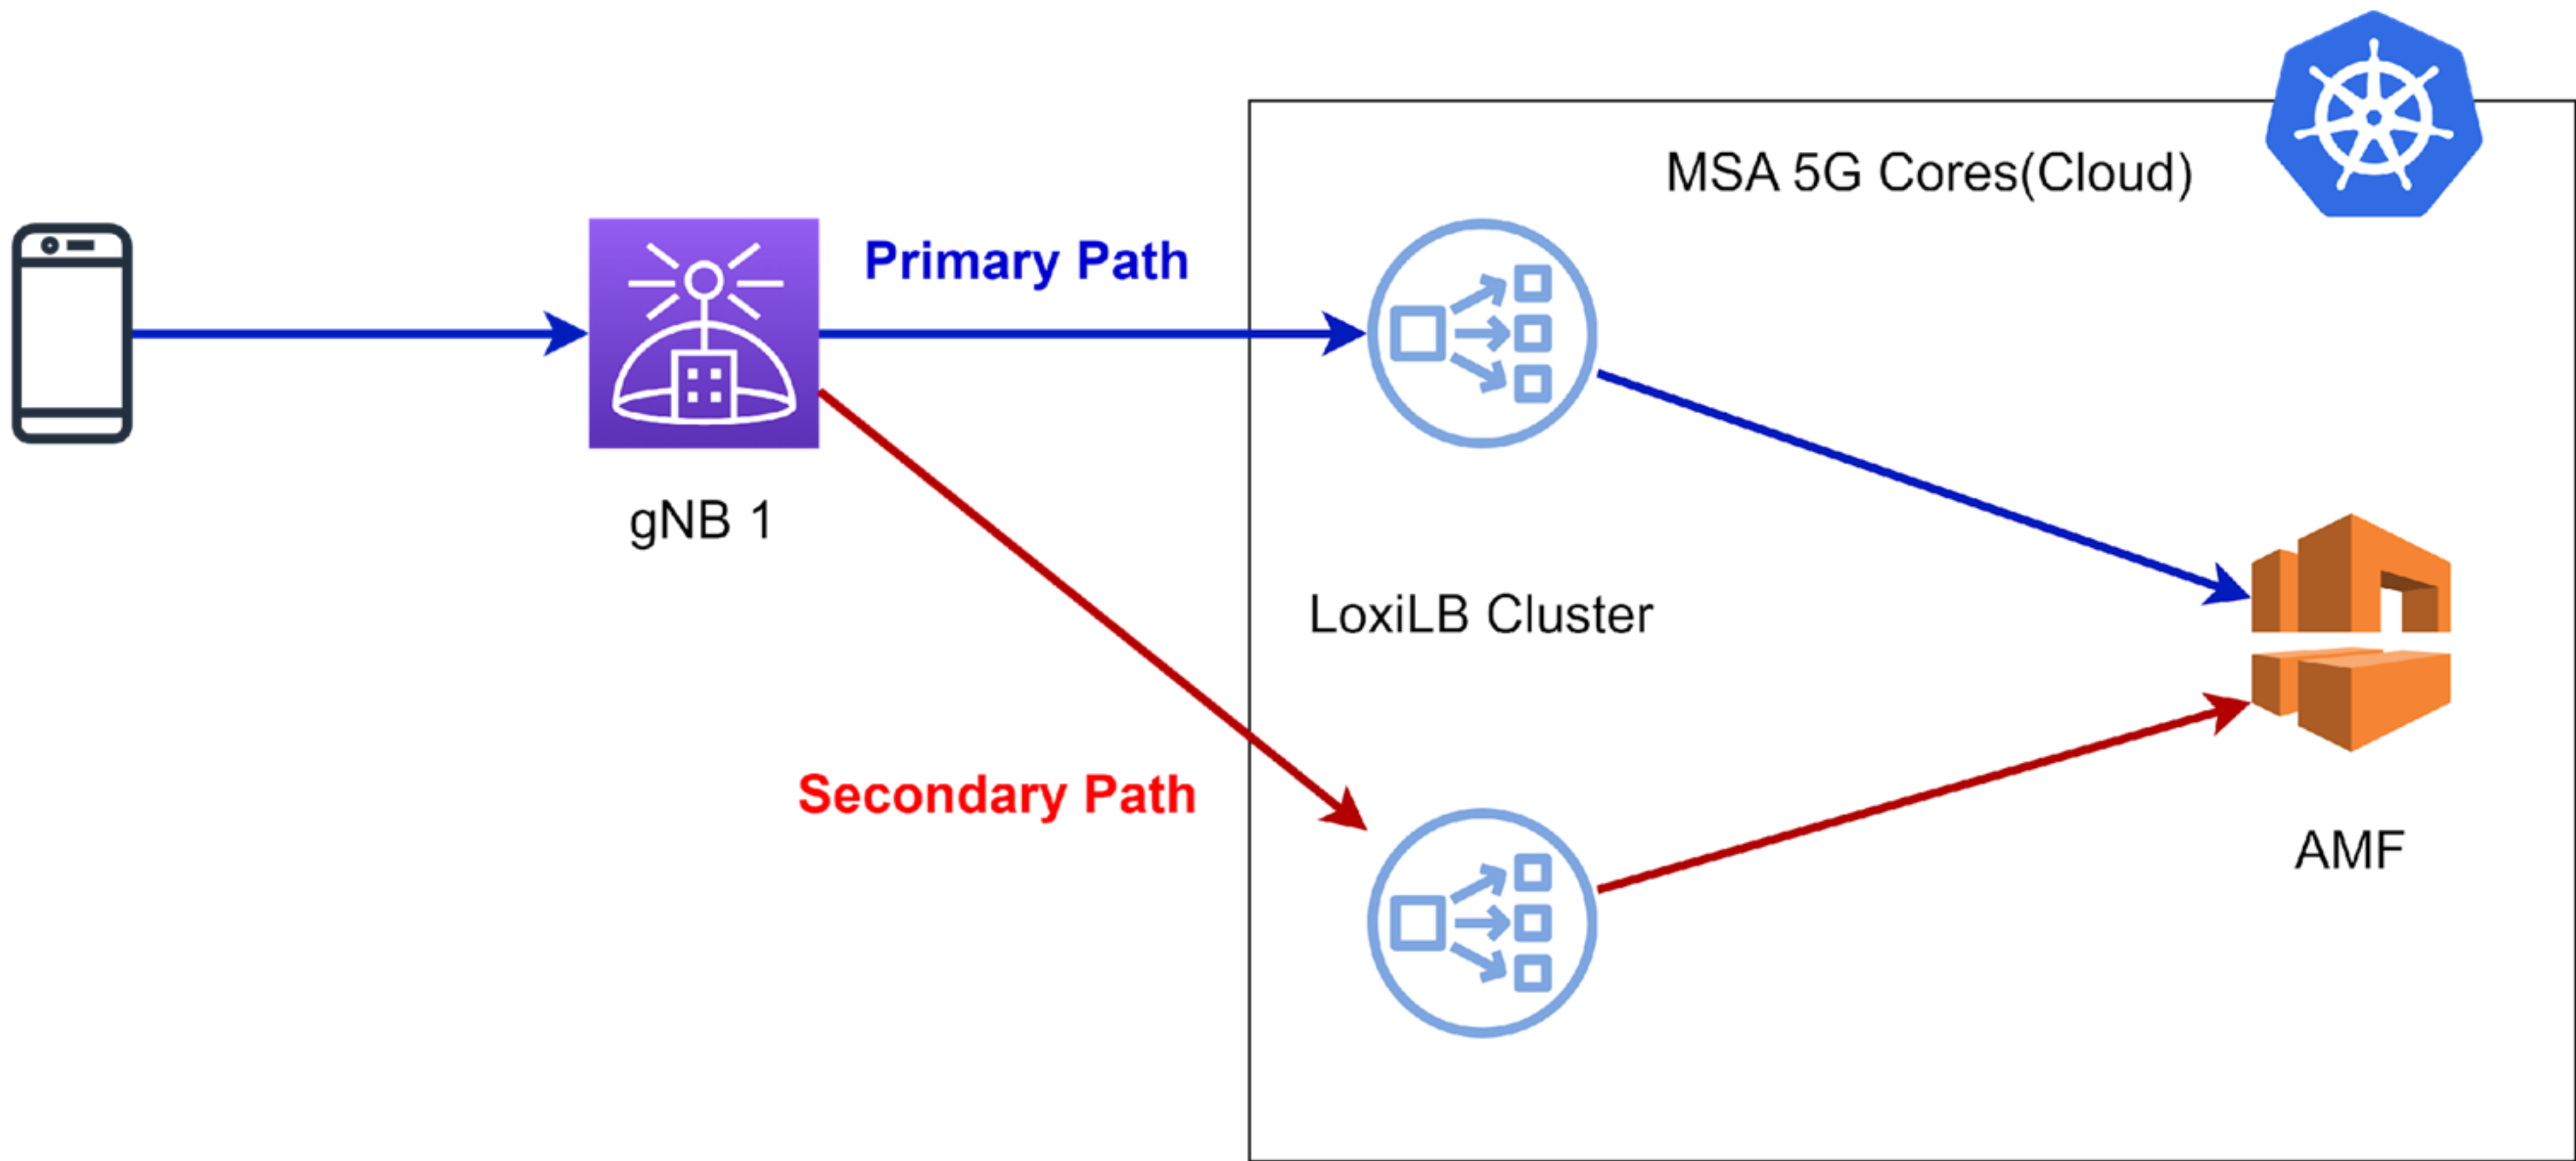 MSA 5G Cores(Cloud)
Primary Path
gNB 1
LoxiLB Cluster
Secondary Path
AMF